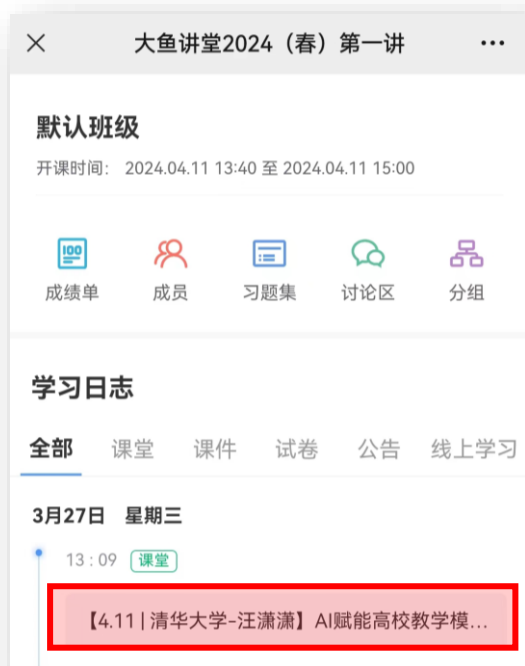 大鱼讲堂2024（春）第一讲
默认班级
开课时间： 2024.04.11 13:40 至 2024.04.11 15:00
100
成绩单 成员 习题集 讨论区 分组
学习日志
全部 课堂 课件 试卷 公告 线上学习
3月27日 星期三
13 : 09 课堂
【4.11 | 清华大学-汪潇潇】AI赋能高校教学模...